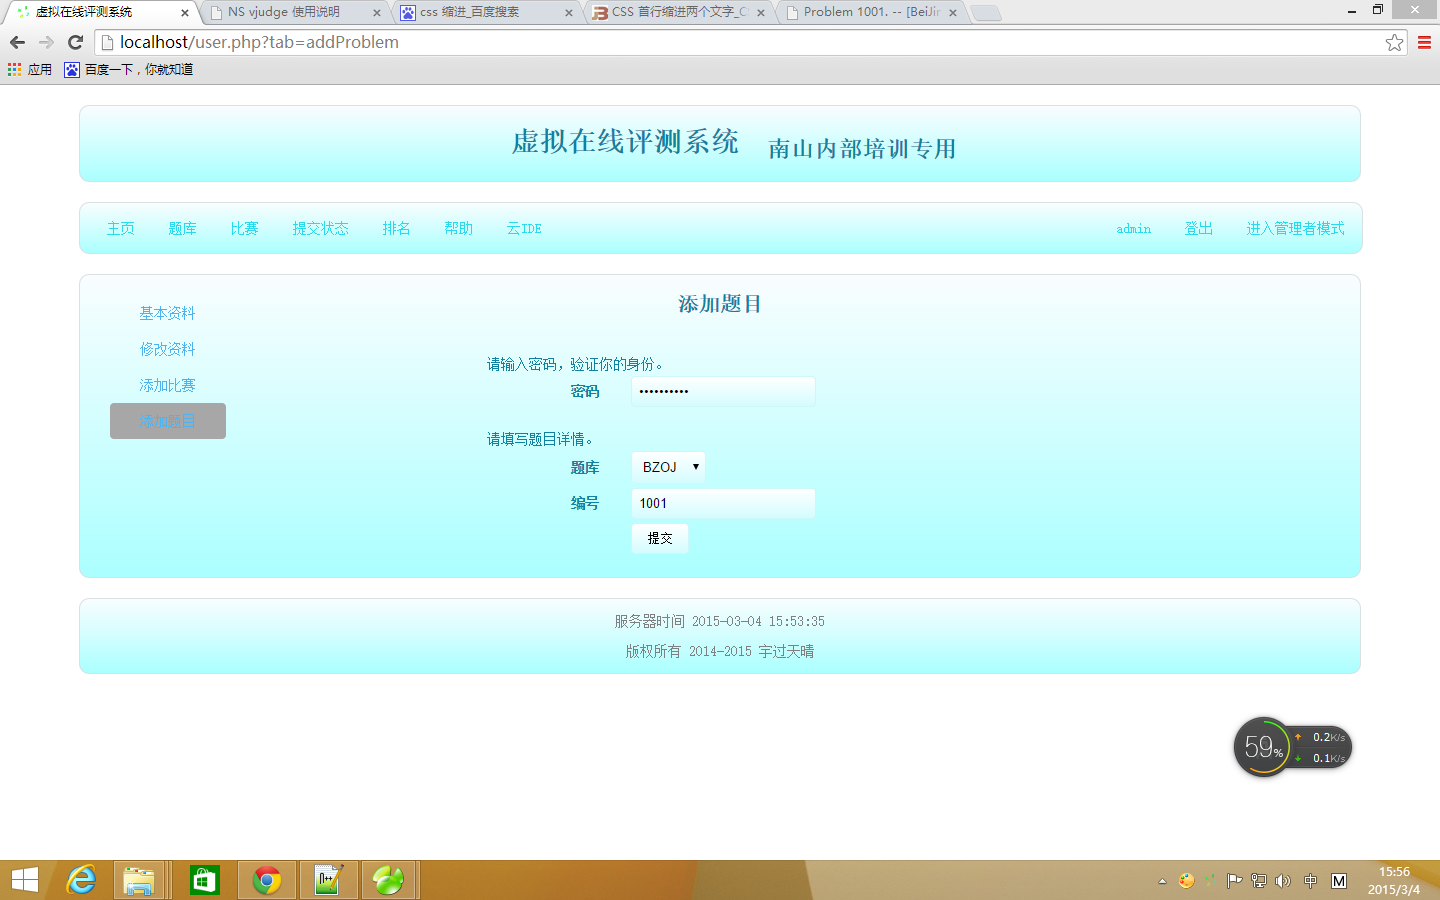 虚拟在线评测系统
NS vjudge 使用说明
css 缩进_百度搜索
CSS 首行缩进两个文字_C
Problem 1001. -- [BeiJin
localhost/user.php?tab=addProblem
应用
百度一下，你就知道
虚拟在线评测系统 南山内部培训专用
主页 题库 比赛 提交状态 排名 帮助 云IDE admin 登出 进入管理者模式
添加题目
基本资料
修改资料
添加比赛
添加题目
请输入密码，验证你的身份。
密码 ••••••••••
请填写题目详情。
题库 BZOJ
编号 1001
提交
服务器时间 2015-03-04 15:53:35
版权所有 2014-2015 宇过天晴
59%
0.2K/s
0.1K/s
中
M
15:56
2015/3/4